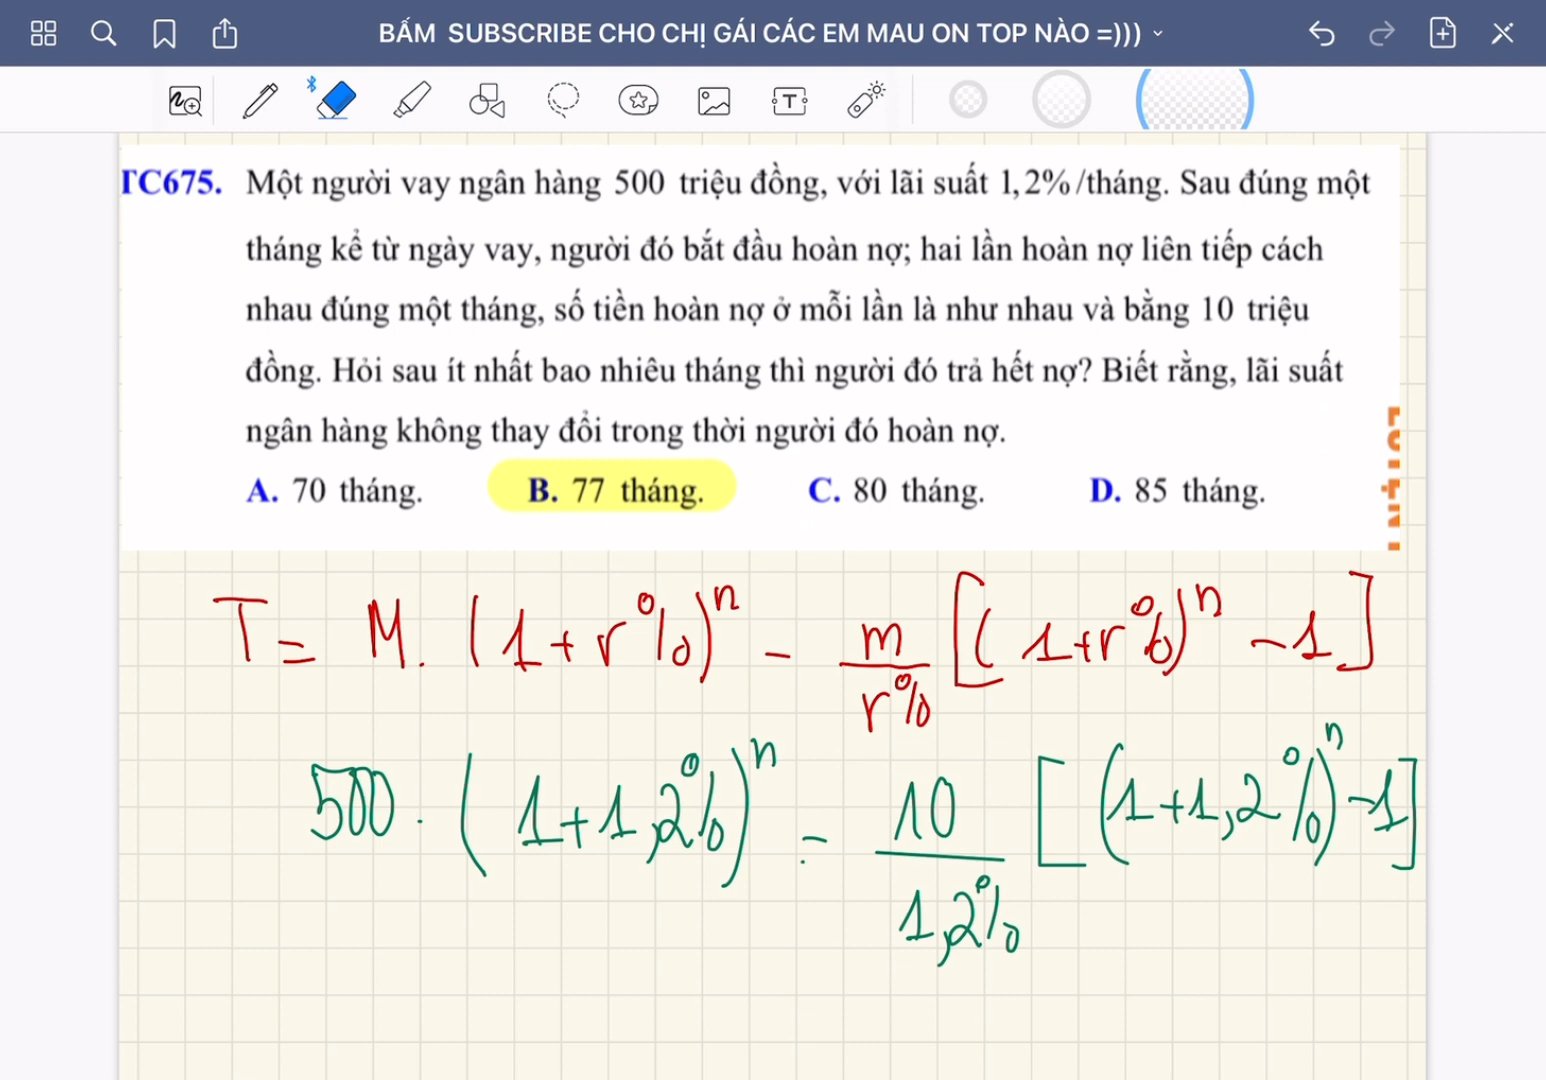 BẤM SUBSCRIBE CHO CHỊ GÁI CÁC EM MAU ON TOP NÀO =)))
TC675. Một người vay ngân hàng 500 triệu đồng, với lãi suất 1,2%/tháng. Sau đúng một
tháng kể từ ngày vay, người đó bắt đầu hoàn nợ; hai lần hoàn nợ liên tiếp cách
nhau đúng một tháng, số tiền hoàn nợ ở mỗi lần là như nhau và bằng 10 triệu
đồng. Hỏi sau ít nhất bao nhiêu tháng thì người đó trả hết nợ? Biết rằng, lãi suất
ngân hàng không thay đổi trong thời người đó hoàn nợ.
A. 70 tháng. B. 77 tháng. C. 80 tháng. D. 85 tháng.
T = M. (1+r%)^n - m/r% [(1+r%)^n -1]
500. (1+1,2%)^n = 10/1,2% [(1+1,2%)^n -1]